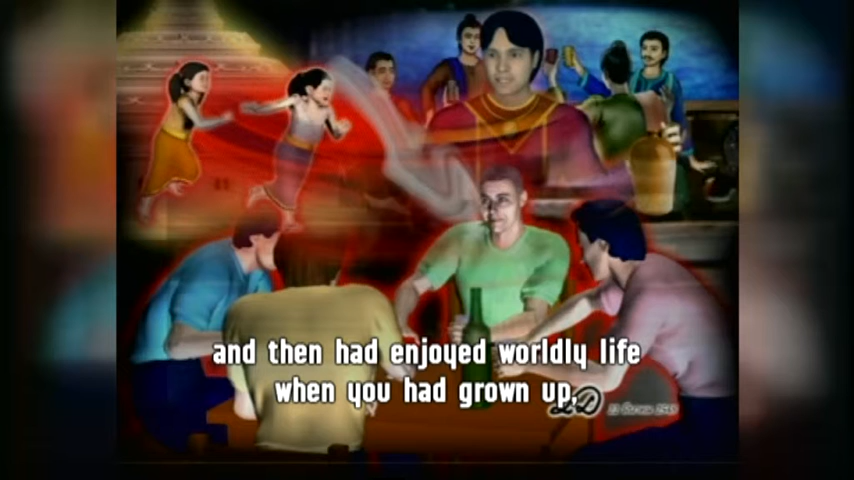 and then had enjoyed worldly life
when you had grown up,